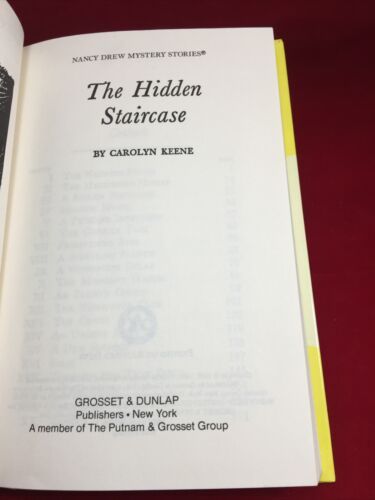 NANCY DREW MYSTERY STORIES®
The Hidden
Staircase
BY CAROLYN KEENE
GROSSET & DUNLAP
Publishers • New York
A member of The Putnam & Grosset Group